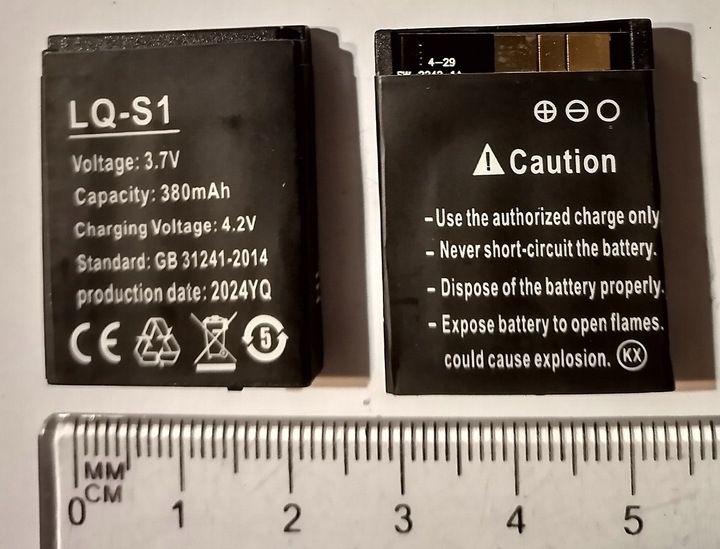 LQ-S1
Voltage: 3.7V
Capacity: 380mAh
Charging Voltage: 4.2V
Standard: GB 31241-2014
production date: 2024YQ
CE
5
4-29
⊕ ⊖ ○
Caution
-Use the authorized charge only
- Never short-circuit the battery.
- Dispose of the battery properly.
- Expose battery to open flames.
could cause explosion. KX
MM
CM
0 1 2 3 4 5